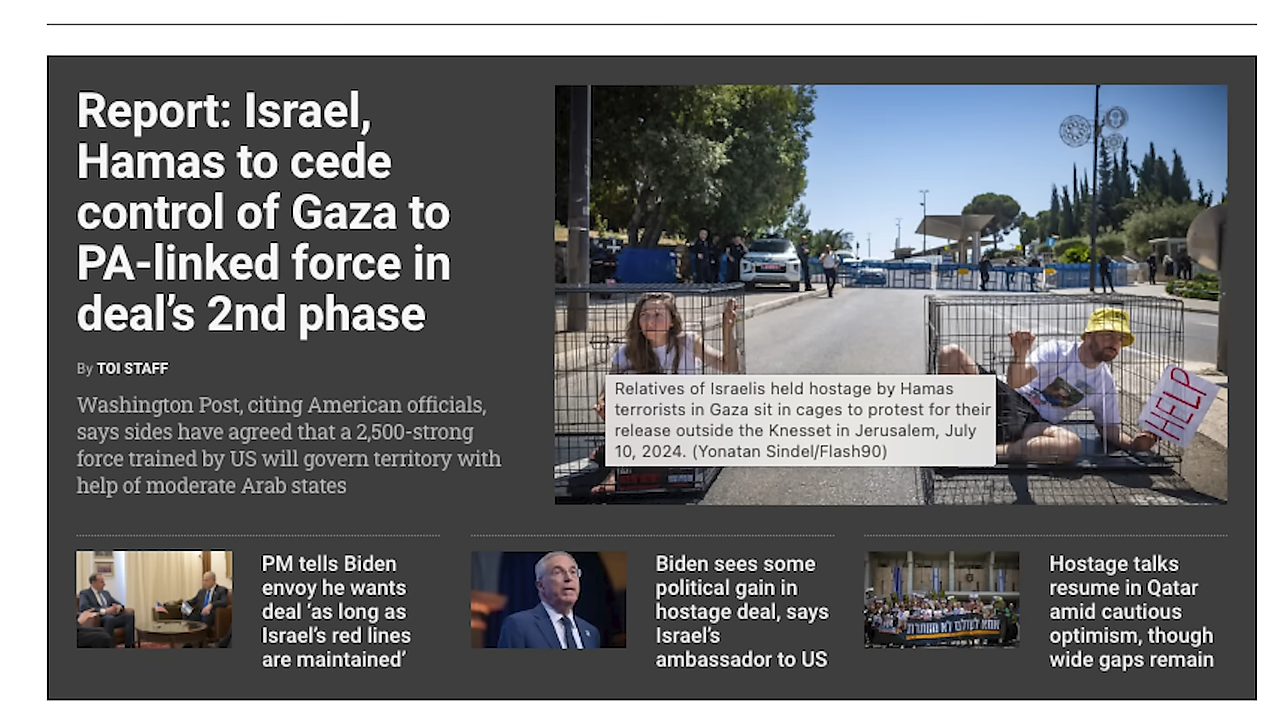 Report: Israel,
Hamas to cede
control of Gaza to
PA-linked force in
deal’s 2nd phase
By TOI STAFF
Washington Post, citing American officials,
says sides have agreed that a 2,500-strong
force trained by US will govern territory with
help of moderate Arab states
HELP
Relatives of Israelis held hostage by Hamas
terrorists in Gaza sit in cages to protest for their
release outside the Knesset in Jerusalem, July
10, 2024. (Yonatan Sindel/Flash90)
PM tells Biden
envoy he wants
deal ‘as long as
Israel’s red lines
are maintained’
Biden sees some
political gain in
hostage deal, says
Israel’s
ambassador to US
Hostage talks
resume in Qatar
amid cautious
optimism, though
wide gaps remain